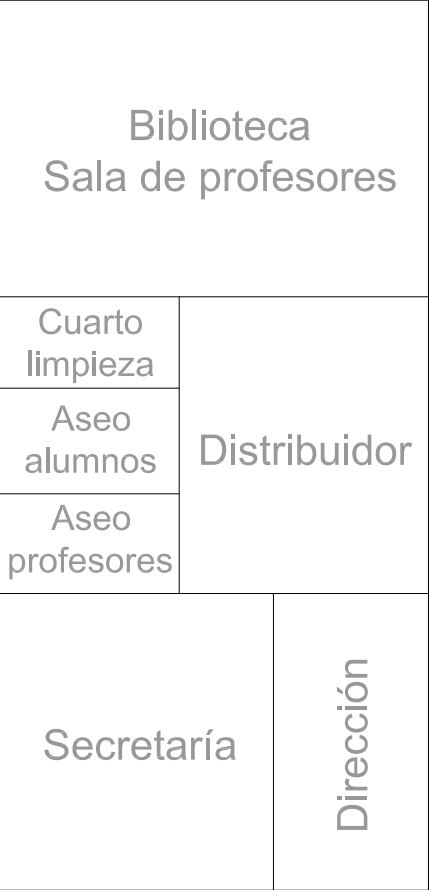 Biblioteca
Sala de profesores
Cuarto
limpieza
Aseo
alumnos
Distribuidor
Aseo
profesores
Secretaría
Dirección